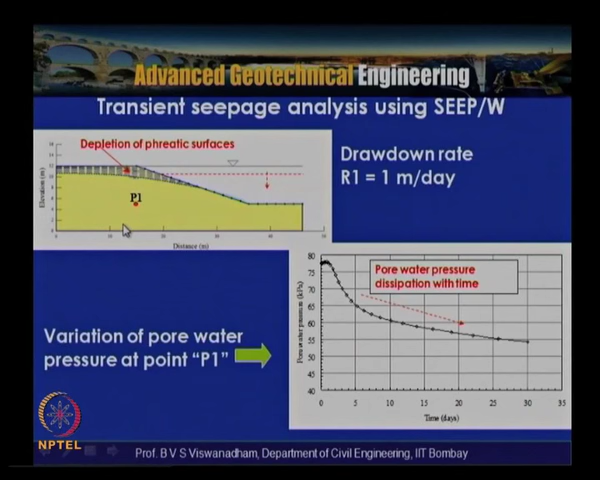 Advanced Geotechnical Engineering
Transient seepage analysis using SEEP/W
Depletion of phreatic surfaces
P1
Elevation (m)
Distance (m)
Drawdown rate
R1 = 1 m/day
Variation of pore water
pressure at point “P1”
Pore water pressure
dissipation with time
Pore water pressure (kPa)
80
75
70
65
60
55
50
45
40
0 5 10 15 20 25 30 35
Time (days)
NPTEL
Prof. B V S Viswanadham, Department of Civil Engineering, IIT Bombay